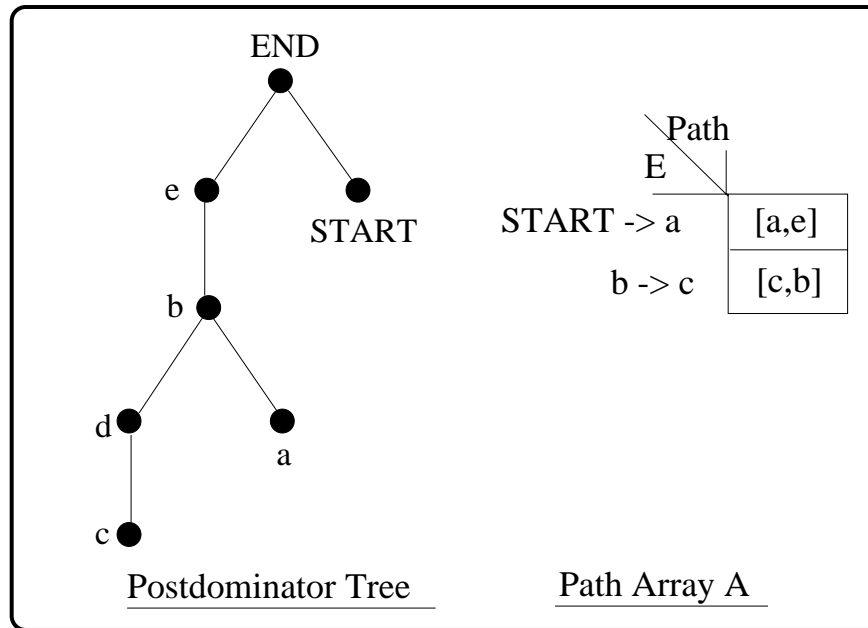 END
Path
E
e
START
START -> a
[a,e]
b -> c
[c,b]
b
d
a
c
Postdominator Tree
Path Array A